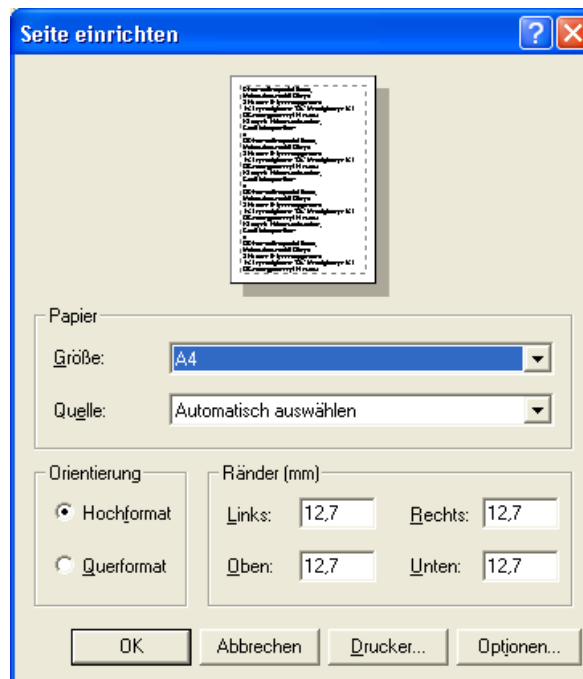 Seite einrichten
Papier
Größe: A4
Quelle: Automatisch auswählen
Orientierung
Hochformat
Querformat
Ränder (mm)
Links: 12,7 Rechts: 12,7
Oben: 12,7 Unten: 12,7
OK Abbrechen Drucker... Optionen...